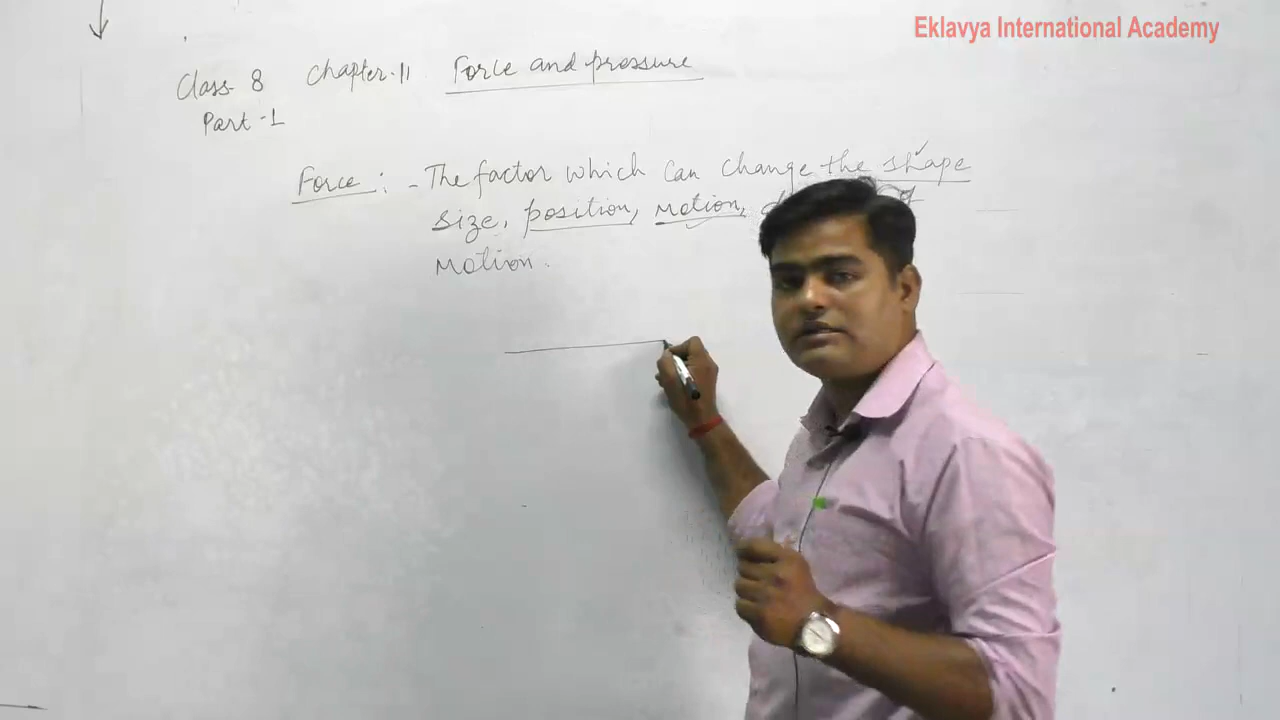 Eklavya International Academy
Class- 8 Chapter-11 Force and pressure
Part-1
Force : - The factor which can change the shape
size, position, motion,
Motion.